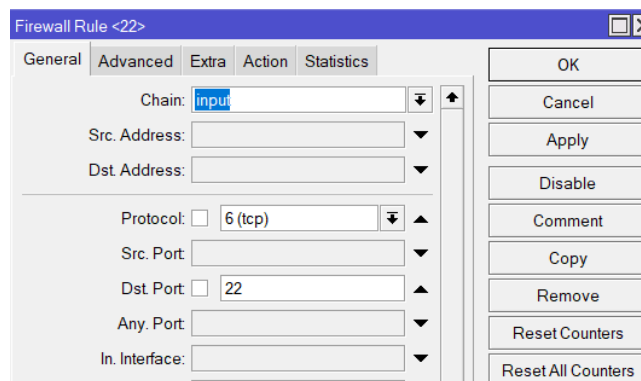 Firewall Rule <22>
General Advanced Extra Action Statistics
Chain: input
Src. Address:
Dst. Address:
Protocol: 6 (tcp)
Src. Port:
Dst. Port: 22
Any. Port:
In. Interface:
OK
Cancel
Apply
Disable
Comment
Copy
Remove
Reset Counters
Reset All Counters